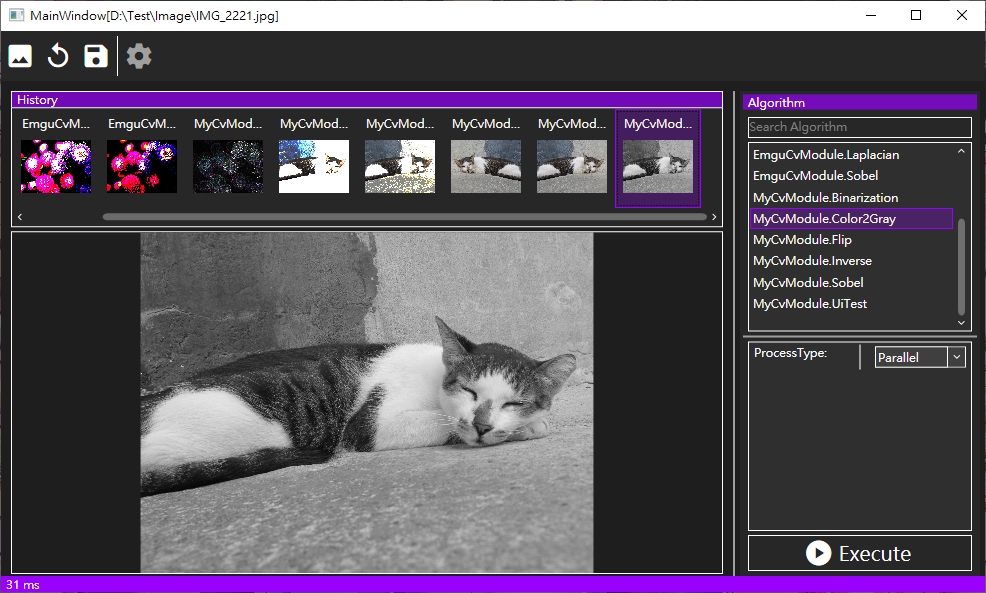 MainWindow[D:\Test\Image\IMG_2221.jpg]
History
EmguCvM... EmguCvM... MyCvMod... MyCvMod... MyCvMod... MyCvMod... MyCvMod... MyCvMod...
Algorithm
Search Algorithm
EmguCvModule.Laplacian
EmguCvModule.Sobel
MyCvModule.Binarization
MyCvModule.Color2Gray
MyCvModule.Flip
MyCvModule.Inverse
MyCvModule.Sobel
MyCvModule.UiTest
ProcessType: Parallel
Execute
31 ms